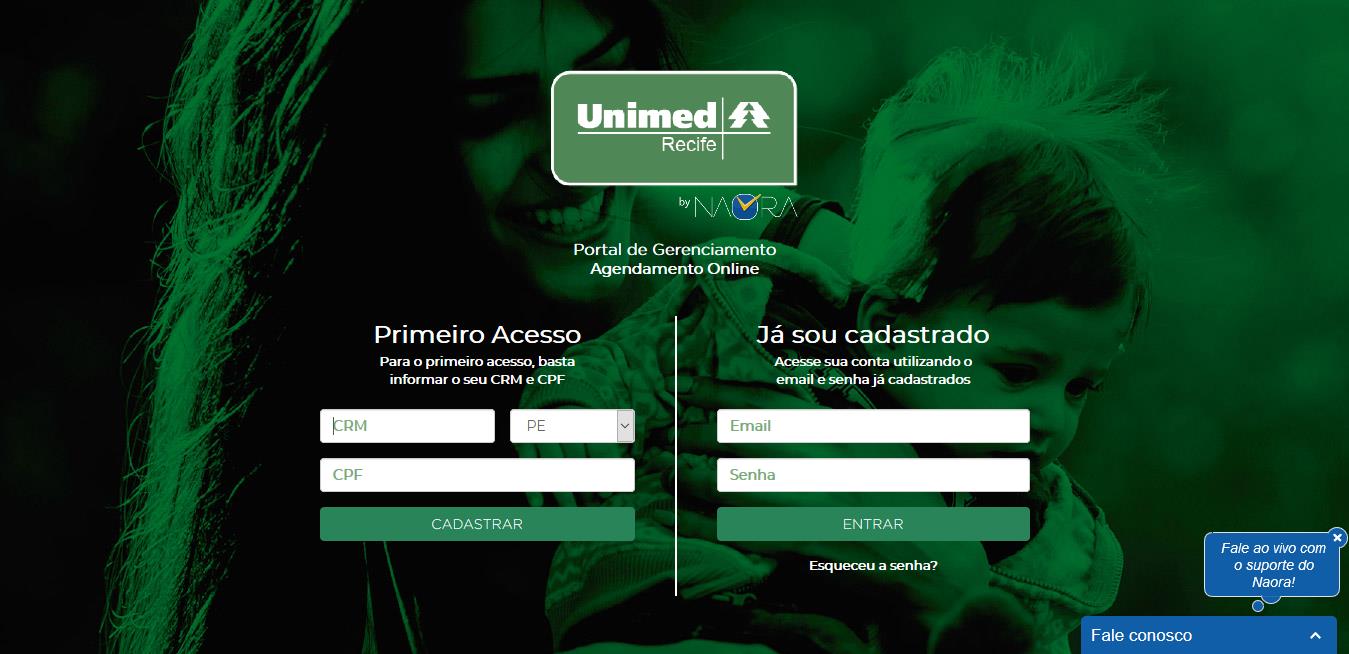 Unimed
Recife
by NAORA
Portal de Gerenciamento
Agendamento Online
Primeiro Acesso
Para o primeiro acesso, basta
informar o seu CRM e CPF
CRM
PE
CPF
CADASTRAR
Já sou cadastrado
Acesse sua conta utilizando o
email e senha já cadastrados
Email
Senha
ENTRAR
Esqueceu a senha?
Fale ao vivo com
o suporte do
Naora!
Fale conosco